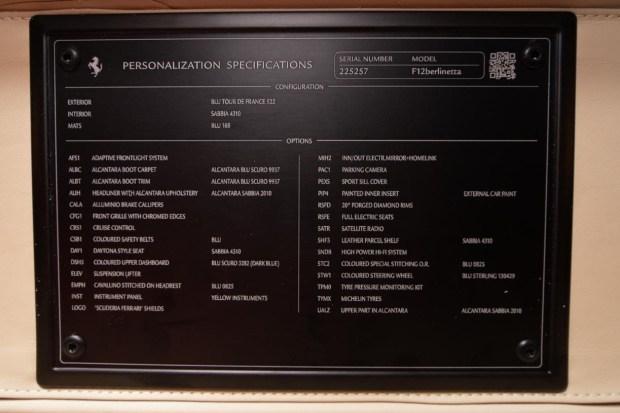 PERSONALIZATION SPECIFICATIONS
SERIAL NUMBER MODEL
225257 F12berlinetta
CONFIGURATION
EXTERIOR BLU TOUR DE FRANCE 522
INTERIOR SABBIA 4310
MATS BLU 168
OPTIONS
AFS1 ADAPTIVE FRONTLIGHT SYSTEM
ALBC ALCANTARA BOOT CARPET ALCANTARA BLU SCURO 9937
ALBT ALCANTARA BOOT TRIM ALCANTARA BLU SCURO 9937
ALIH HEADLINER WITH ALCANTARA UPHOLSTERY ALCANTARA SABBIA 2010
CALA ALLUMINIO BRAKE CALLIPERS
CFG1 FRONT GRILLE WITH CHROMED EDGES
CRS1 CRUISE CONTROL
CSB1 COLOURED SAFETY BELTS BLU
DAY1 DAYTONA STYLE SEAT SABBIA 4310
DSH3 COLOURED UPPER DASHBOARD BLU SCURO 3282 (DARK BLUE)
ELEV SUSPENSION LIFTER
EMPH CAVALLINO STITCHED ON HEADREST BLU 0825
INST INSTRUMENT PANEL YELLOW INSTRUMENTS
LOGO "SCUDERIA FERRARI" SHIELDS
MIH2 INN/OUT ELECTR.MIRROR+HOMELINK
PAC1 PARKING CAMERA
PEXS SPORT SILL COVER
PIP4 PAINTED INNER INSERT EXTERNAL CAR PAINT
RSFD 20" FORGED DIAMOND RIMS
RSFE FULL ELECTRIC SEATS
SATR SATELLITE RADIO
SHF3 LEATHER PARCEL SHELF SABBIA 4310
SND8 HIGH POWER HI-FI SYSTEM
STC2 COLOURED SPECIAL STITCHING O.R. BLU 0825
STW1 COLOURED STEERING WHEEL BLU STERLING 130429
TPM0 TYRE PRESSURE MONITORING KIT
TYMX MICHELIN TYRES
UALZ UPPER PART IN ALCANTARA ALCANTARA SABBIA 2010